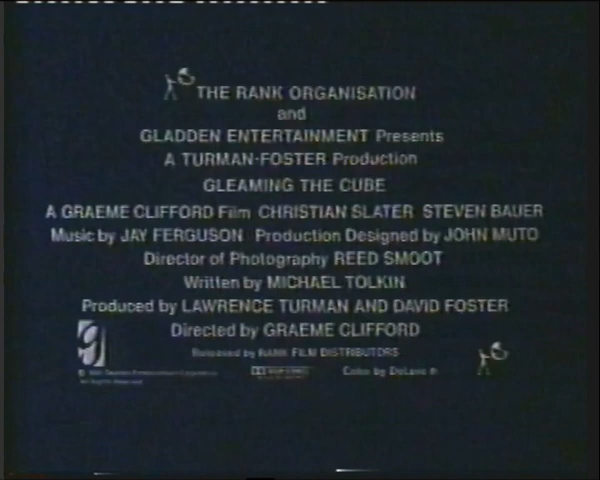 THE RANK ORGANISATION
and
GLADDEN ENTERTAINMENT Presents
A TURMAN-FOSTER Production
GLEAMING THE CUBE
A GRAEME CLIFFORD Film CHRISTIAN SLATER STEVEN BAUER
Music by JAY FERGUSON Production Designed by JOHN MUTO
Director of Photography REED SMOOT
Written by MICHAEL TOLKIN
Produced by LAWRENCE TURMAN AND DAVID FOSTER
Directed by GRAEME CLIFFORD
g
Released by RANK FILM DISTRIBUTORS
Color by DeLuxe ®
All Rights Reserved